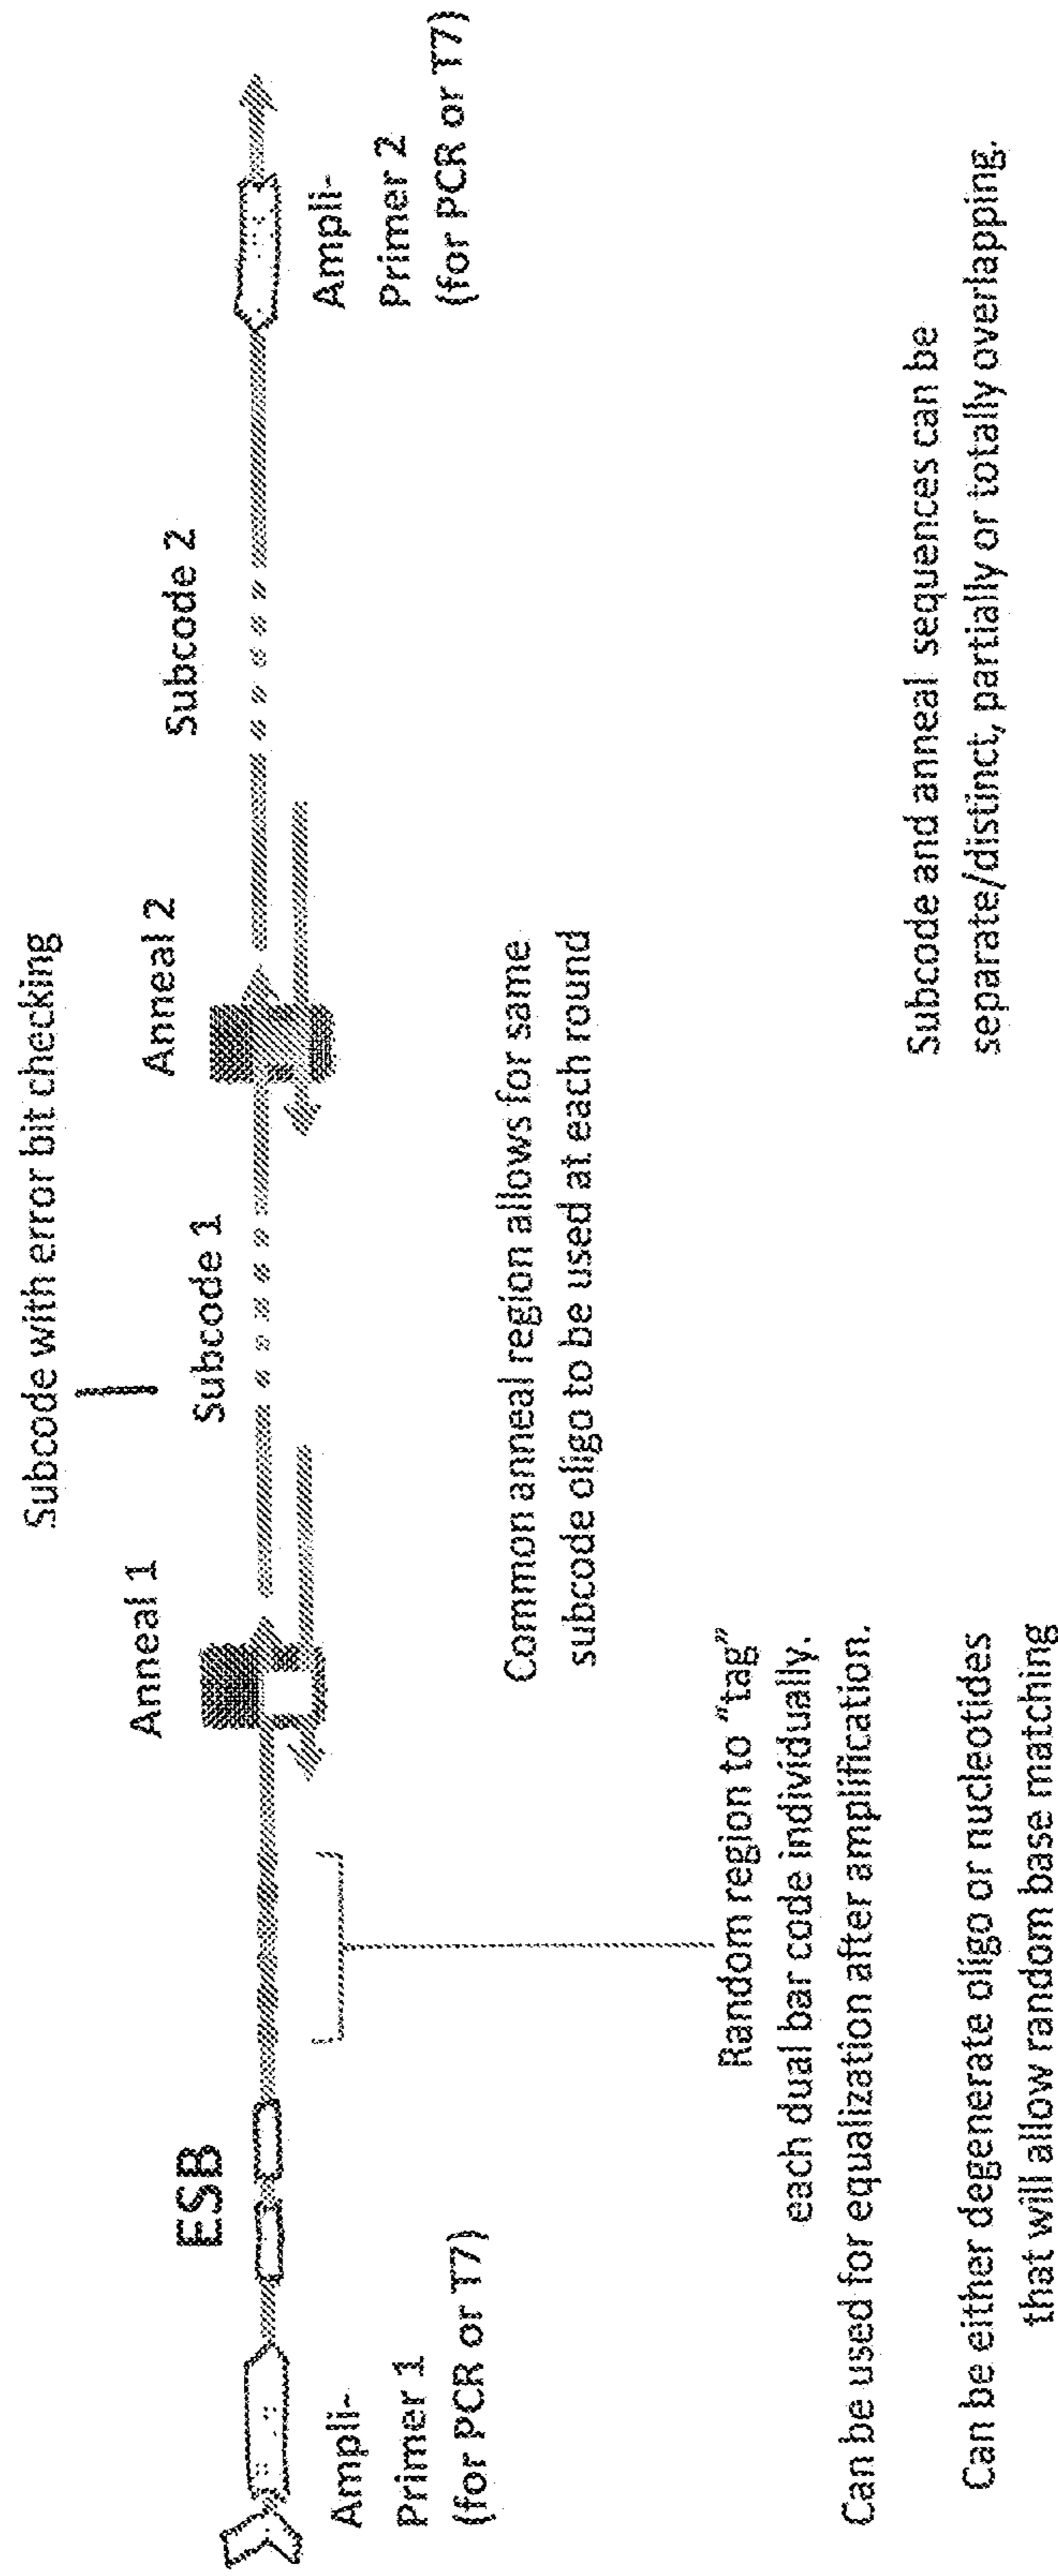 Subcode with error bit checking
ESB
Anneal 1
Subcode 1
Anneal 2
Subcode 2
Ampli-
Primer 1
(for PCR or T7)
Ampli-
Primer 2
(for PCR or T7)
Common anneal region allows for same
subcode oligo to be used at each round
Random region to “tag”
each dual bar code individually.
Can be used for equalization after amplification.
Can be either degenerate oligo or nucleotides
that will allow random base matching
Subcode and anneal sequences can be
separate/distinct, partially or totally overlapping.